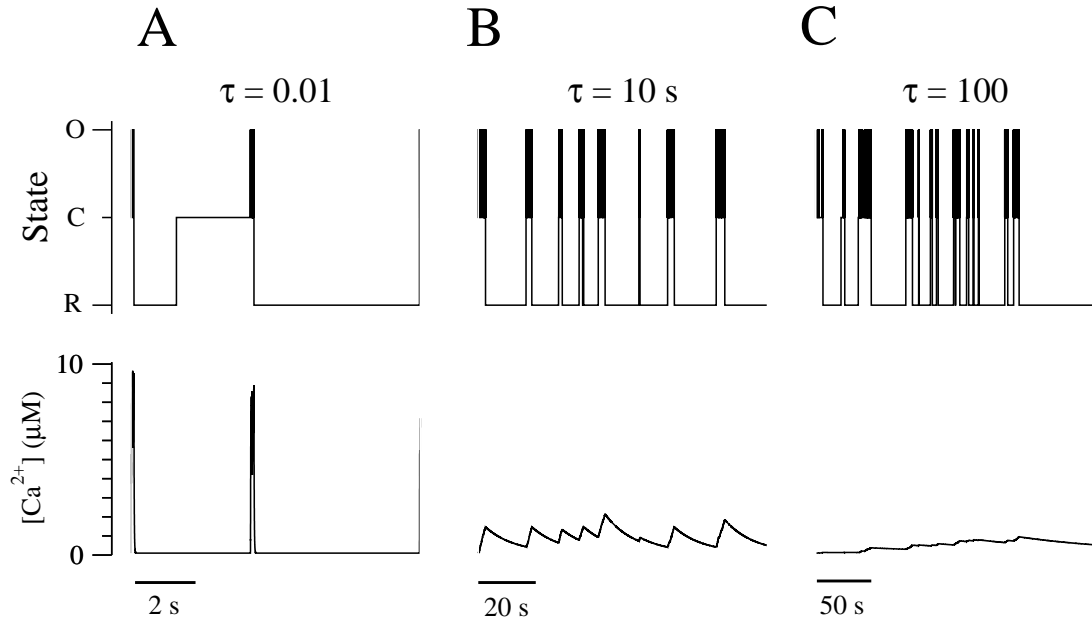 A
B
C
τ = 0.01
τ = 10 s
τ = 100
State
O
C
R
[Ca²⁺] (μM)
10
0
2 s
20 s
50 s